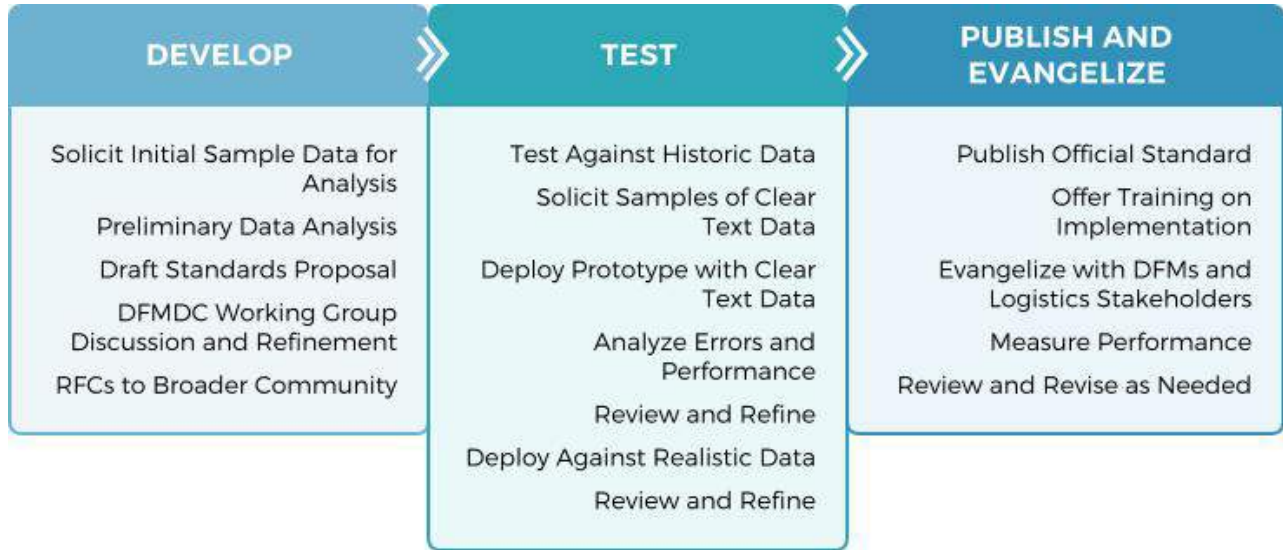 DEVELOP
Solicit Initial Sample Data for
Analysis
Preliminary Data Analysis
Draft Standards Proposal
DFMDC Working Group
Discussion and Refinement
RFCs to Broader Community
TEST
Test Against Historic Data
Solicit Samples of Clear
Text Data
Deploy Prototype with Clear
Text Data
Analyze Errors and
Performance
Review and Refine
Deploy Against Realistic Data
Review and Refine
PUBLISH AND
EVANGELIZE
Publish Official Standard
Offer Training on
Implementation
Evangelize with DFMs and
Logistics Stakeholders
Measure Performance
Review and Revise as Needed